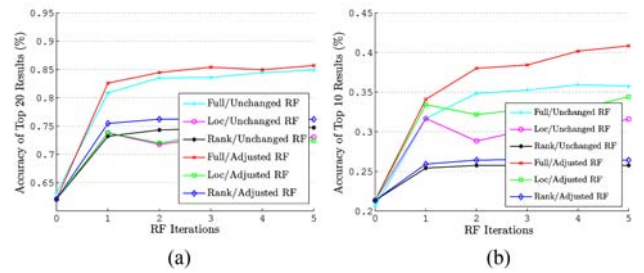 0.95
0.9
0.85
0.8
0.75
0.7
0.65
Accuracy of Top 20 Results (%)
Full/Unchanged RF
Loc/Unchanged RF
Rank/Unchanged RF
Full/Adjusted RF
Loc/Adjusted RF
Rank/Adjusted RF
0 1 2 3 4 5
RF Iterations
(a)
0.45
0.4
0.35
0.3
0.25
0.2
Accuracy of Top 10 Results (%)
Full/Unchanged RF
Loc/Unchanged RF
Rank/Unchanged RF
Full/Adjusted RF
Loc/Adjusted RF
Rank/Adjusted RF
0 1 2 3 4 5
RF Iterations
(b)